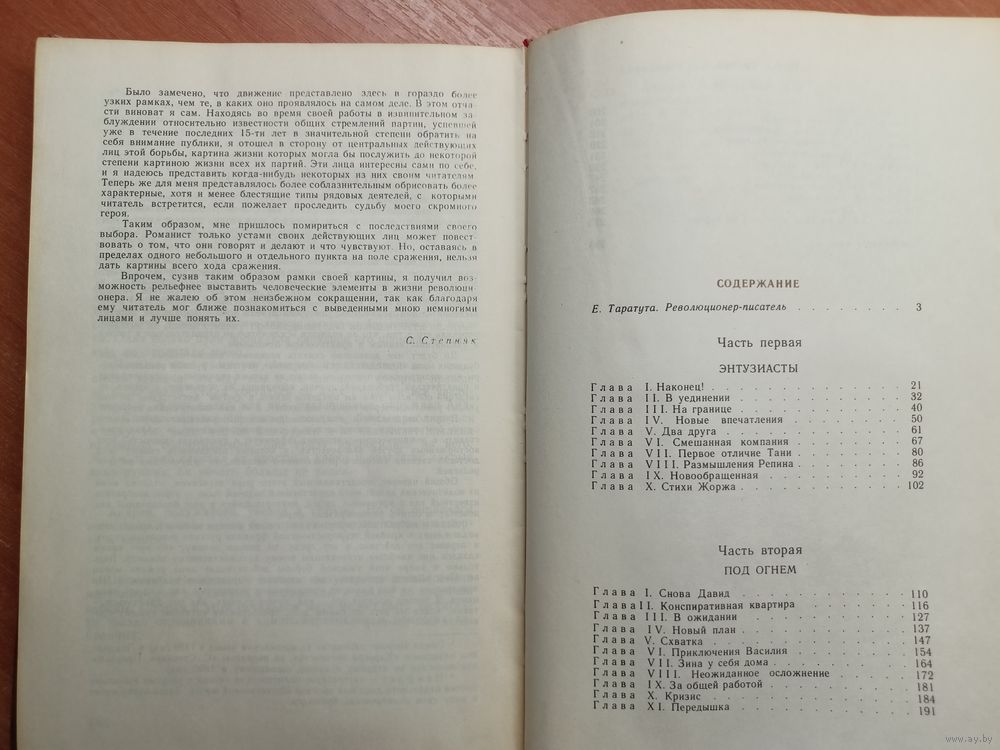 Было замечено, что движение представлено здесь в гораздо более
узких рамках, чем те, в каких оно проявлялось на самом деле. В этом отча-
сти виноват я сам. Находясь во время своей работы в извинительном за-
блуждении относительно известности общих стремлений партии, успевшей
уже в течение последних 15-ти лет в значительной степени обратить на
себя внимание публики, я отошел в сторону от центральных действующих
лиц этой борьбы, картина жизни которых могла бы послужить до некоторой
степени картиною жизни всех их партий. Эти лица интересны сами по себе,
и я надеюсь представить когда-нибудь некоторых из них своим читателям.
Теперь же для меня представлялось более соблазнительным обрисовать более
характерные, хотя и менее блестящие типы рядовых деятелей, с которыми
читатель встретится, если пожелает проследить судьбу моего скромного
героя.
Таким образом, мне пришлось помириться с последствиями своего
выбора. Романист только устами своих действующих лиц может повест-
вовать о том, что они говорят и делают и что чувствуют. Но, оставаясь в
пределах одного небольшого и отдельного пункта на поле сражения, нельзя
дать картины всего хода сражения.
Впрочем, сузив таким образом рамки своей картины, я получил воз-
можность рельефнее выставить человеческие элементы в жизни революци-
онера. Я не жалею об этом неизбежном сокращении, так как благодаря
ему читатель мог ближе познакомиться с выведенными мною немногими
лицами и лучше понять их.
С. Степняк
СОДЕРЖАНИЕ
Е. Таратута. Революционер-писатель . . . . . . . . 3
Часть первая
ЭНТУЗИАСТЫ
Глава I. Наконец! . . . . . . . . . . . . . 21
Глава II. В уединении . . . . . . . . . . . 32
Глава III. На границе . . . . . . . . . . . 40
Глава IV. Новые впечатления . . . . . . . . 50
Глава V. Два друга . . . . . . . . . . . . 61
Глава VI. Смешанная компания . . . . . . . 67
Глава VII. Первое отличие Тани . . . . . . . 80
Глава VIII. Размышления Репина . . . . . . . 86
Глава IX. Новообращенная . . . . . . . . . 92
Глава X. Стихи Жоржа . . . . . . . . . . . 102
Часть вторая
ПОД ОГНЕМ
Глава I. Снова Давид . . . . . . . . . . . 110
Глава II. Конспиративная квартира . . . . . . 116
Глава III. В ожидании . . . . . . . . . . . 127
Глава IV. Новый план . . . . . . . . . . . 137
Глава V. Схватка . . . . . . . . . . . . . 147
Глава VI. Приключения Василия . . . . . . . 154
Глава VII. Зина у себя дома . . . . . . . . 164
Глава VIII. Неожиданное осложнение . . . . . 172
Глава IX. За общей работой . . . . . . . . . 181
Глава X. Кризис . . . . . . . . . . . . . 184
Глава XI. Передышка . . . . . . . . . . . 191
www.ay.by